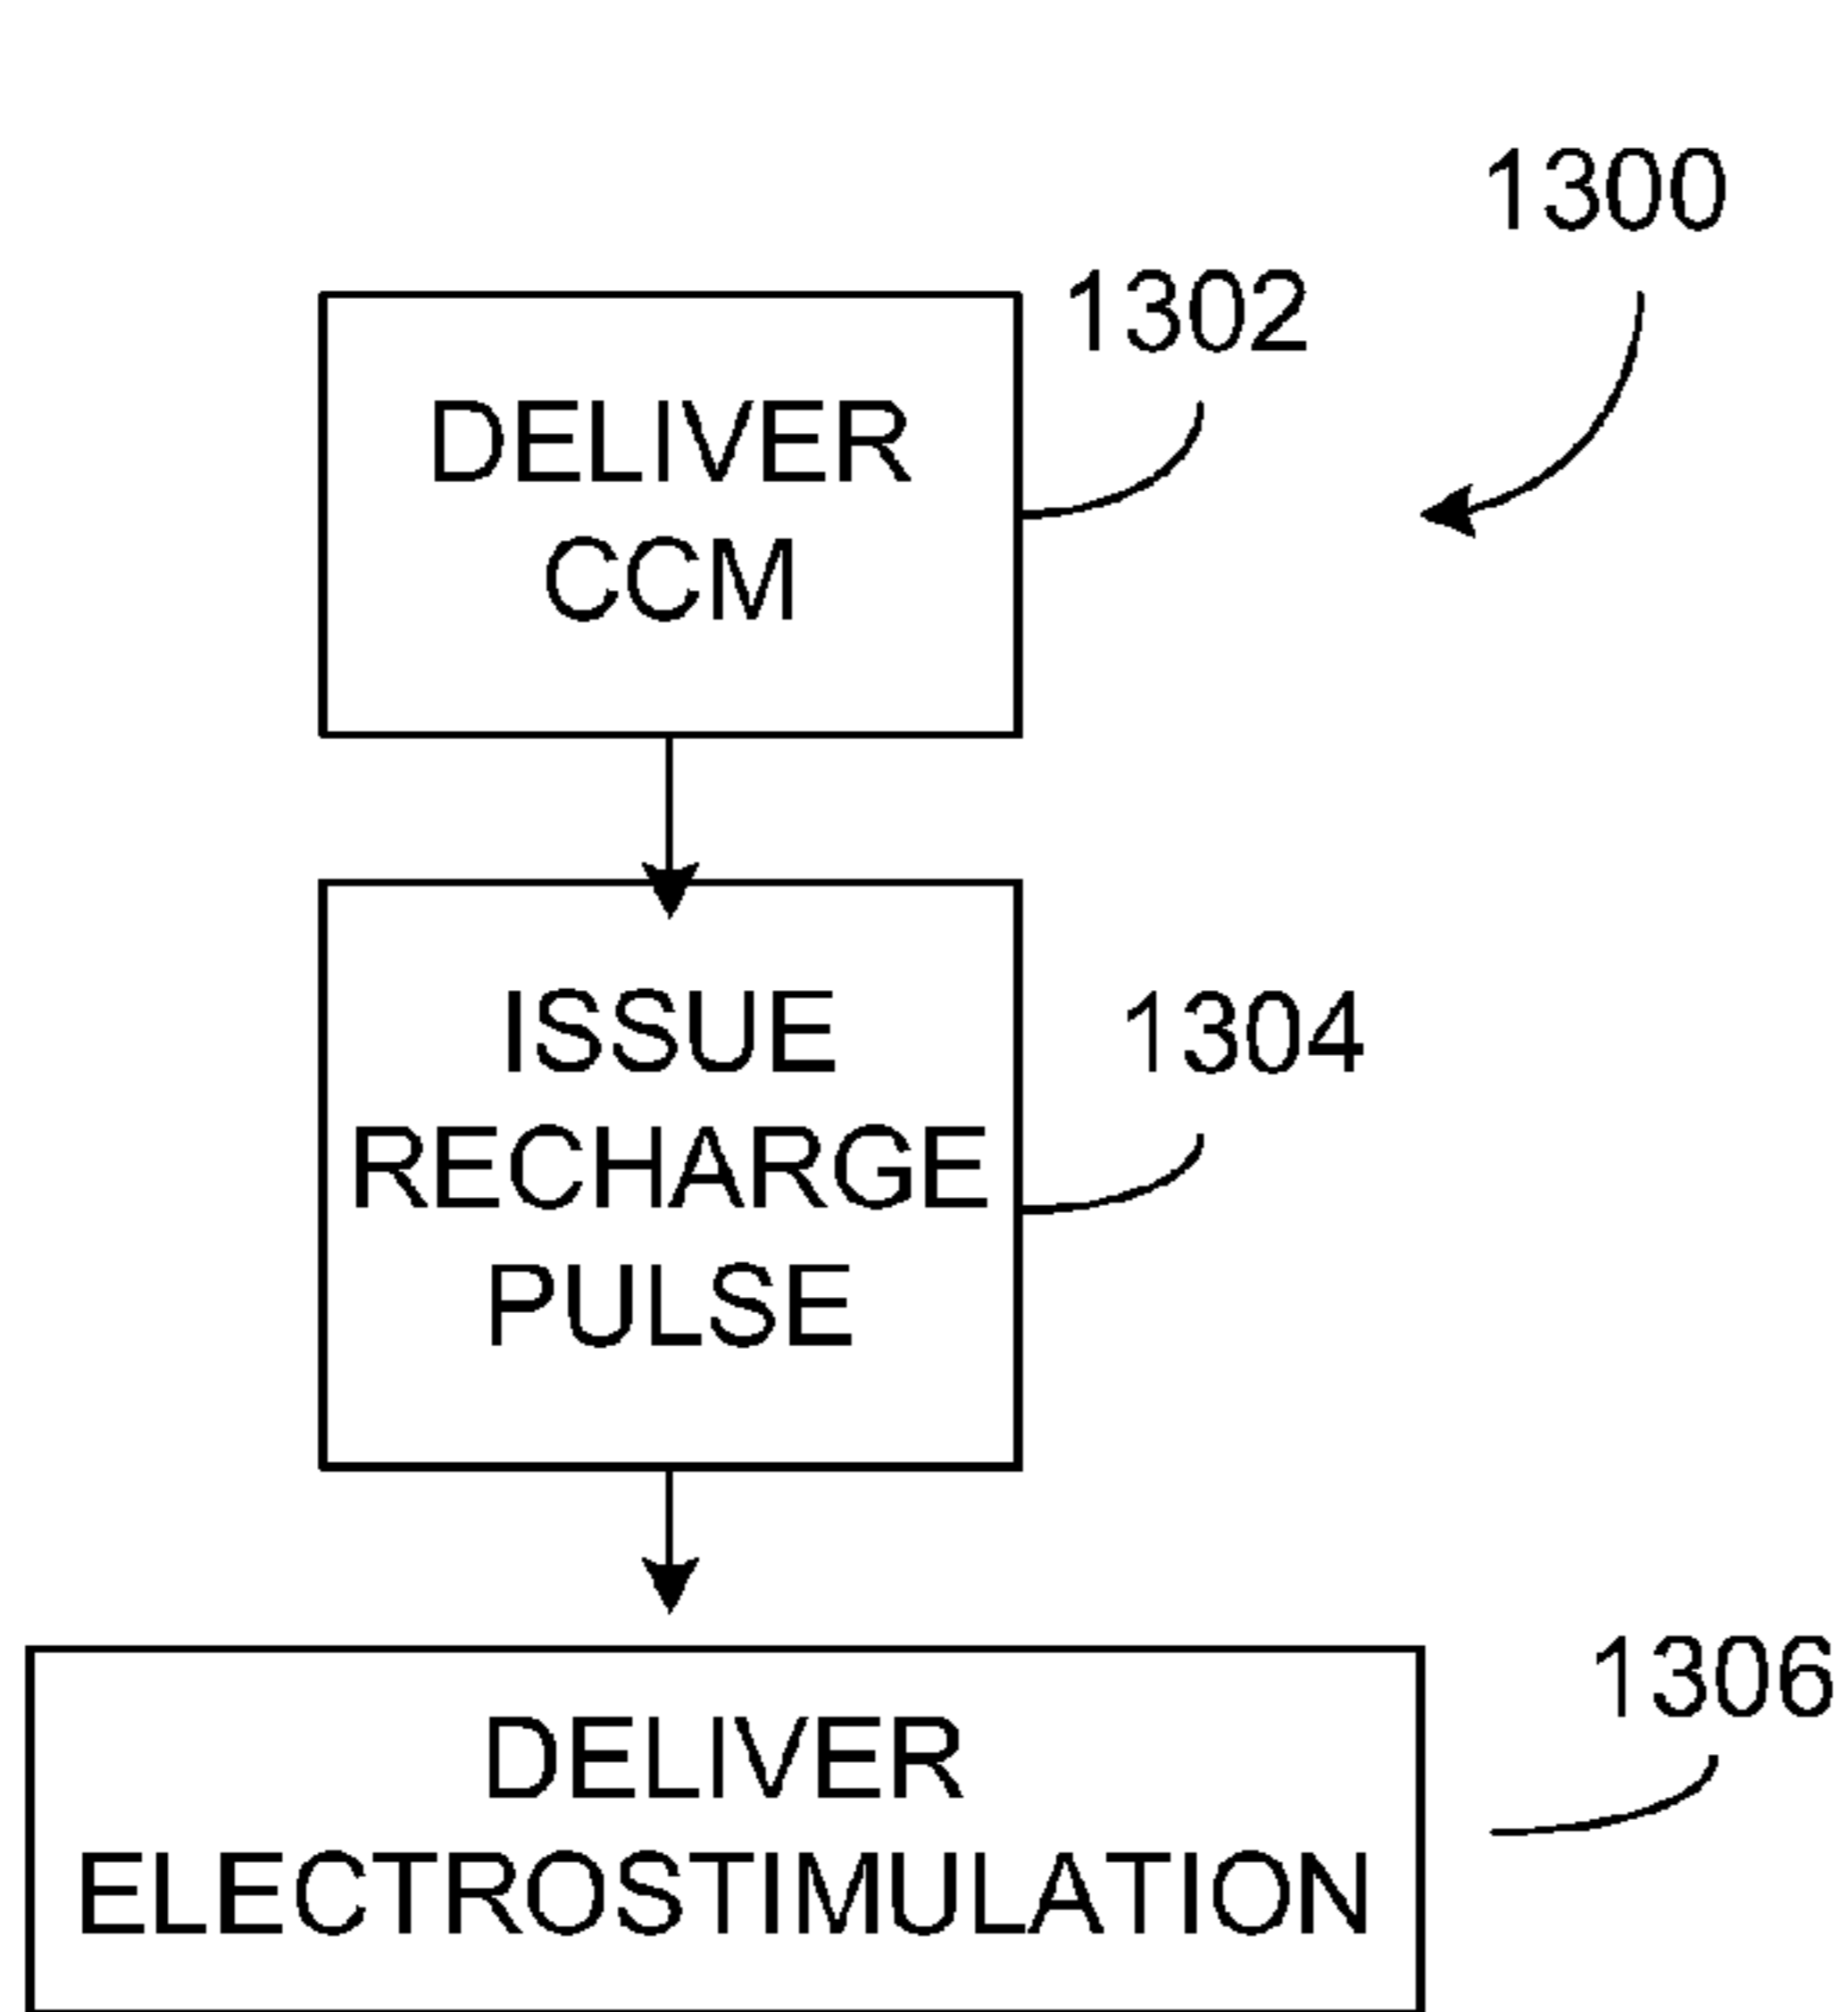 1300
1302
DELIVER
CCM
ISSUE
RECHARGE
PULSE
1304
1306
DELIVER
ELECTROSTIMULATION